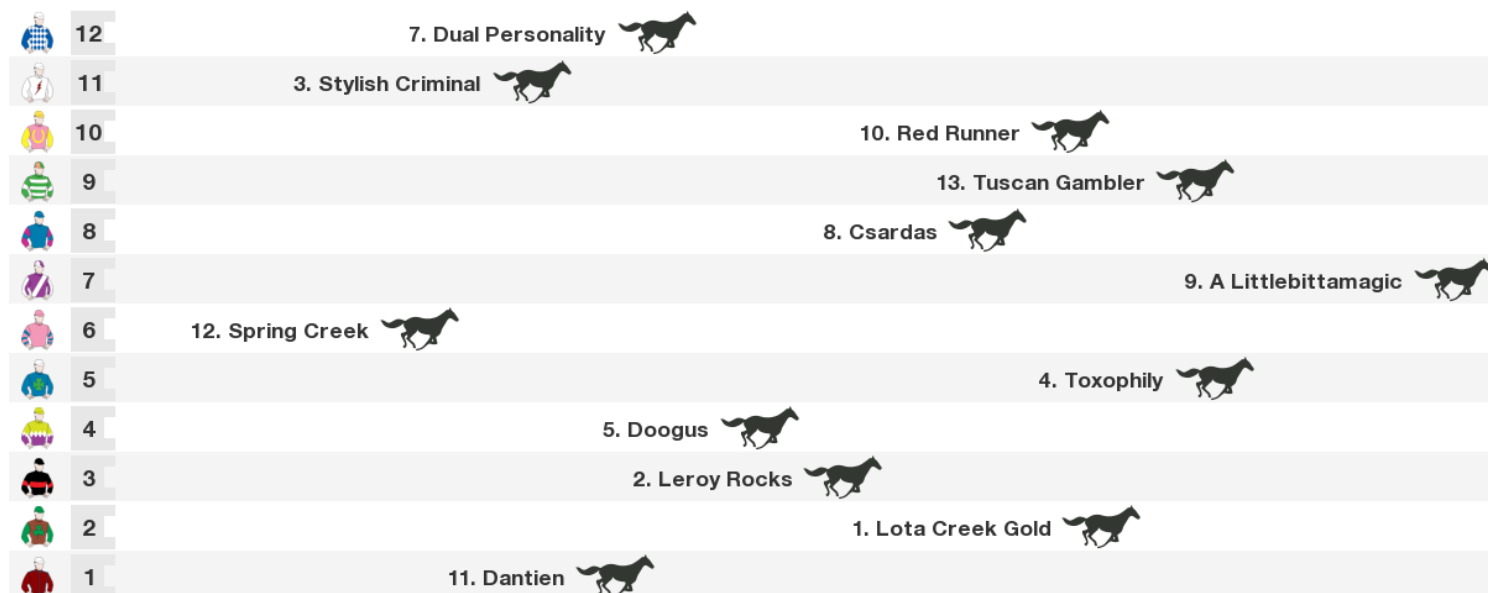 12 7. Dual Personality
11 3. Stylish Criminal
10 10. Red Runner
9 13. Tuscan Gambler
8 8. Csardas
7 9. A Littlebittamagic
6 12. Spring Creek
5 4. Toxophily
4 5. Doogus
3 2. Leroy Rocks
2 1. Lota Creek Gold
1 11. Dantien